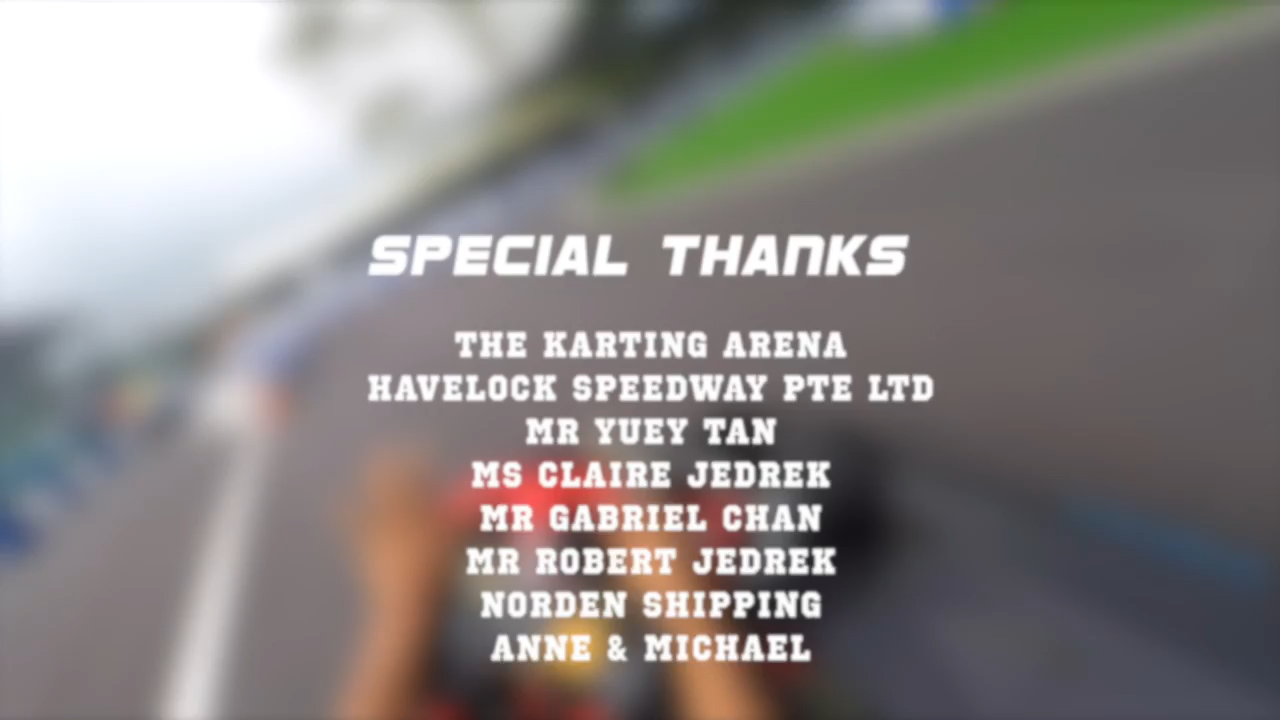 SPECIAL THANKS
THE KARTING ARENA
HAVELOCK SPEEDWAY PTE LTD
MR YUEY TAN
MS CLAIRE JEDREK
MR GABRIEL CHAN
MR ROBERT JEDREK
NORDEN SHIPPING
ANNE & MICHAEL